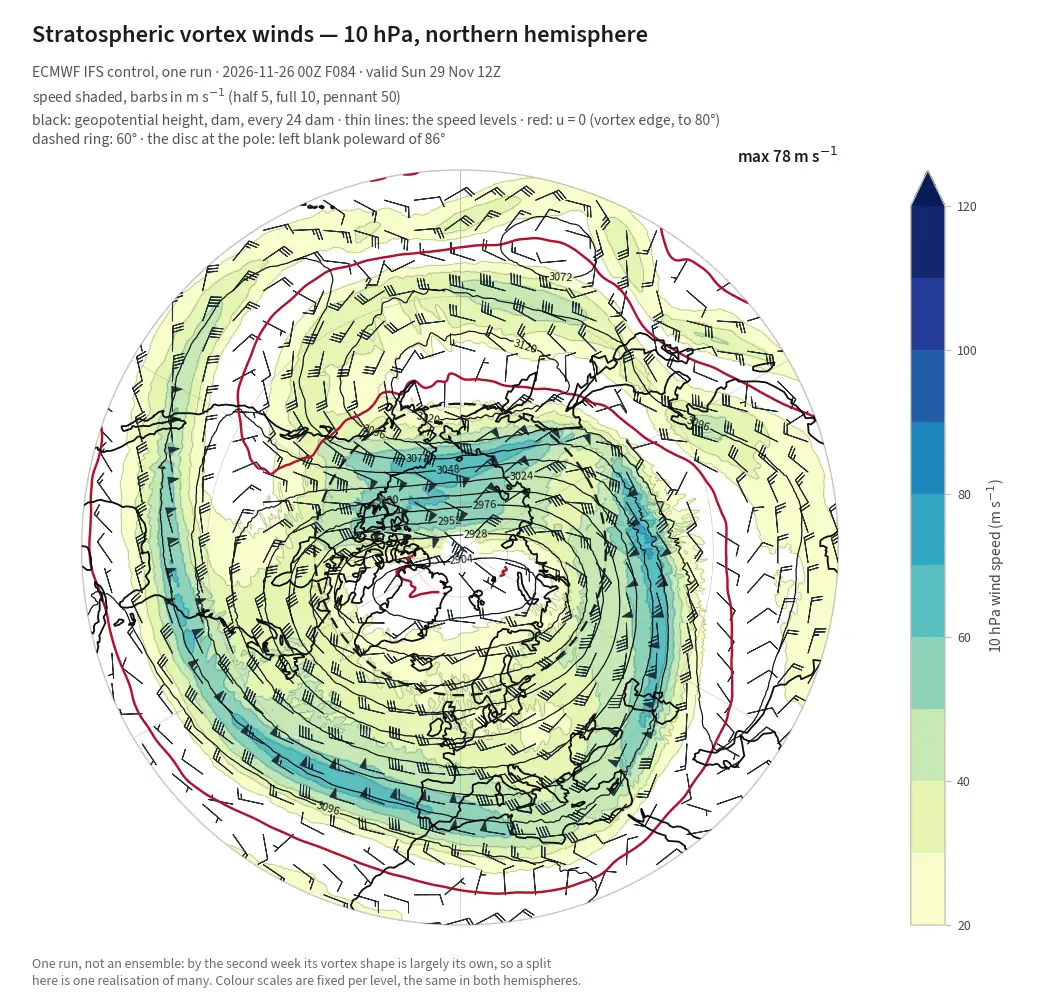 Stratospheric vortex winds — 10 hPa, northern hemisphere
ECMWF IFS control, one run · 2026-11-26 00Z F084 · valid Sun 29 Nov 12Z
speed shaded, barbs in m s⁻¹ (half 5, full 10, pennant 50)
black: geopotential height, dam, every 24 dam · thin lines: the speed levels · red: u = 0 (vortex edge, to 80°)
dashed ring: 60° · the disc at the pole: left blank poleward of 86°
max 78 m s⁻¹
3072
3120
3048
3024
2976
2928
2904
3096
120
100
80
60
40
20
10 hPa wind speed (m s⁻¹)
One run, not an ensemble: by the second week its vortex shape is largely its own, so a split
here is one realisation of many. Colour scales are fixed per level, the same in both hemispheres.